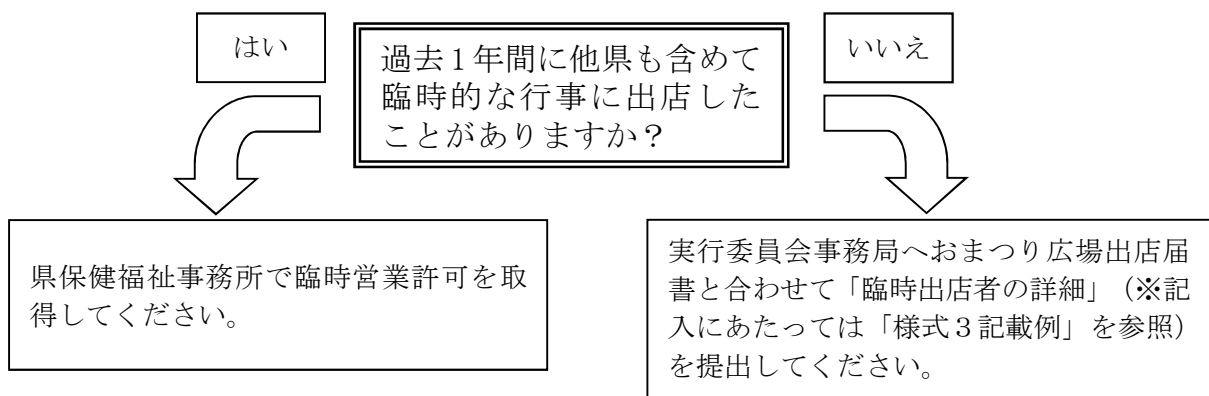 はい
過去1年間に他県も含めて
臨時的な行事に出店した
ことがありますか？
いいえ
県保健福祉事務所で臨時営業許可を取
得してください。
実行委員会事務局へおまつり広場出店届
書と合わせて「臨時出店者の詳細」（※記
入にあたっては「様式３記載例」を参照）
を提出してください。